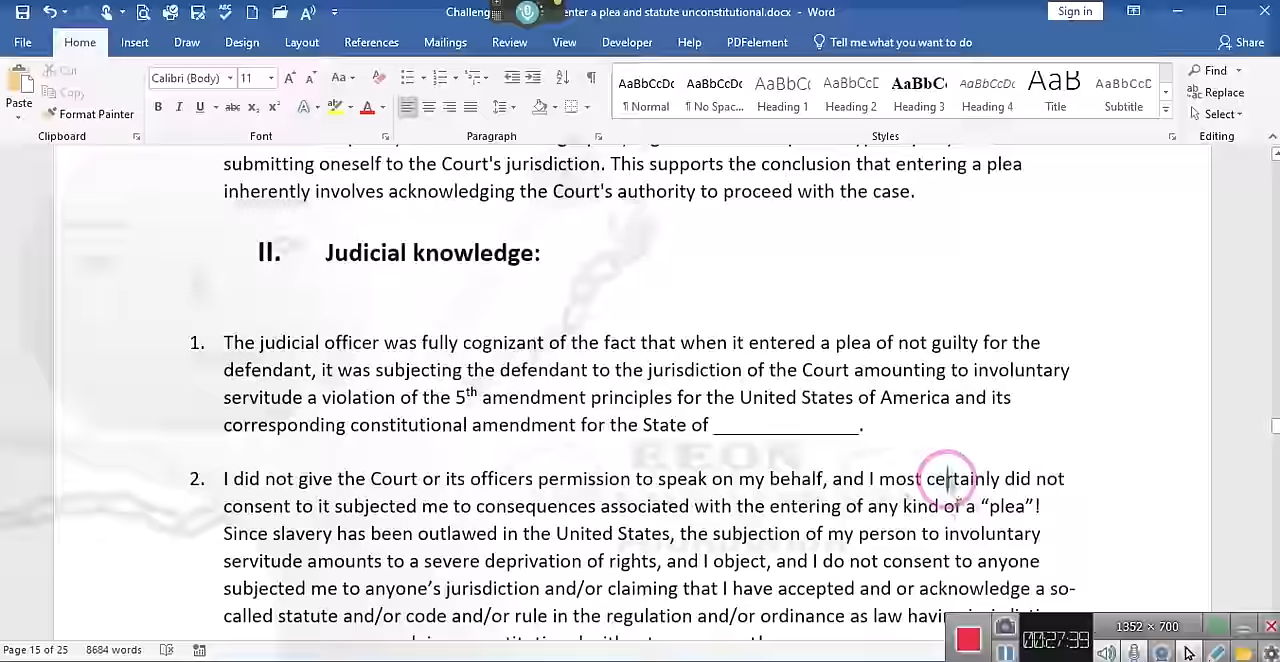 Challeng enter a plea and statute unconstitutional.docx - Word
Sign in
File Home Insert Draw Design Layout References Mailings Review View Developer Help PDFelement Tell me what you want to do Share
Paste
Cut
Copy
Format Painter
Calibri (Body) 11
Clipboard Font Paragraph Styles Editing
AaBbCcDc AaBbCcDc AaBbCc AaBbCcD AaBbCc AaBbCcDc AaB AaBbCcD
¶ Normal ¶ No Spac... Heading 1 Heading 2 Heading 3 Heading 4 Title Subtitle
Find
Replace
Select
submitting oneself to the Court's jurisdiction. This supports the conclusion that entering a plea
inherently involves acknowledging the Court's authority to proceed with the case.
II. Judicial knowledge:
1. The judicial officer was fully cognizant of the fact that when it entered a plea of not guilty for the
defendant, it was subjecting the defendant to the jurisdiction of the Court amounting to involuntary
servitude a violation of the 5th amendment principles for the United States of America and its
corresponding constitutional amendment for the State of _______________.
2. I did not give the Court or its officers permission to speak on my behalf, and I most certainly did not
consent to it subjected me to consequences associated with the entering of any kind of a “plea”!
Since slavery has been outlawed in the United States, the subjection of my person to involuntary
servitude amounts to a severe deprivation of rights, and I object, and I do not consent to anyone
subjected me to anyone’s jurisdiction and/or claiming that I have accepted and or acknowledge a so-
called statute and/or code and/or rule in the regulation and/or ordinance as law having
1352 × 700
00:27:39
Page 15 of 25 8684 words